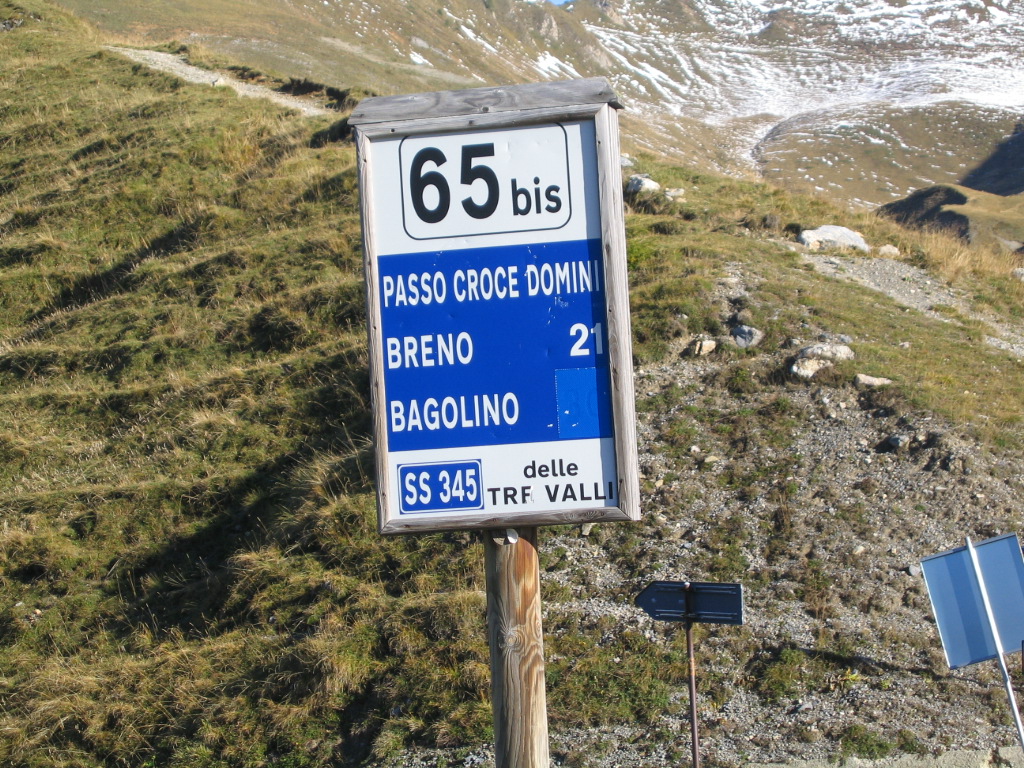 65 bis
PASSO CROCE DOMINI
BRENO 21
BAGOLINO
SS 345 delle
TRE VALLI